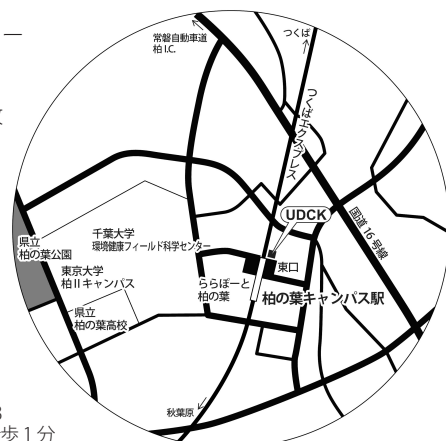 常磐自動車道
柏 I.C.
つくば
つくばエクスプレス
国道 16 号線
UDCK
県立
柏の葉公園
千葉大学
環境健康フィールド科学センター
東口
東京大学
柏Ⅱキャンパス
ららぽーと
柏の葉
柏の葉キャンパス駅
県立
柏の葉高校
秋葉原
歩 1 分